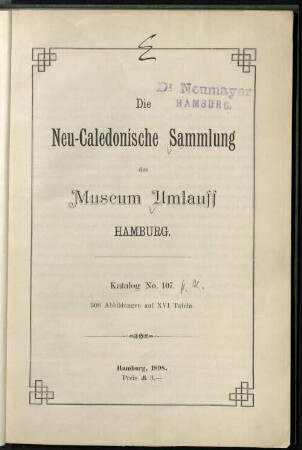 Dr Neumayer
HAMBURG.
Die
Neu-Caledonische Sammlung
des
Museum Umlauff
HAMBURG.
Katalog No. 107.
300 Abbildungen auf XVI Tafeln.
Hamburg, 1898.
Preis ℳ 3,—